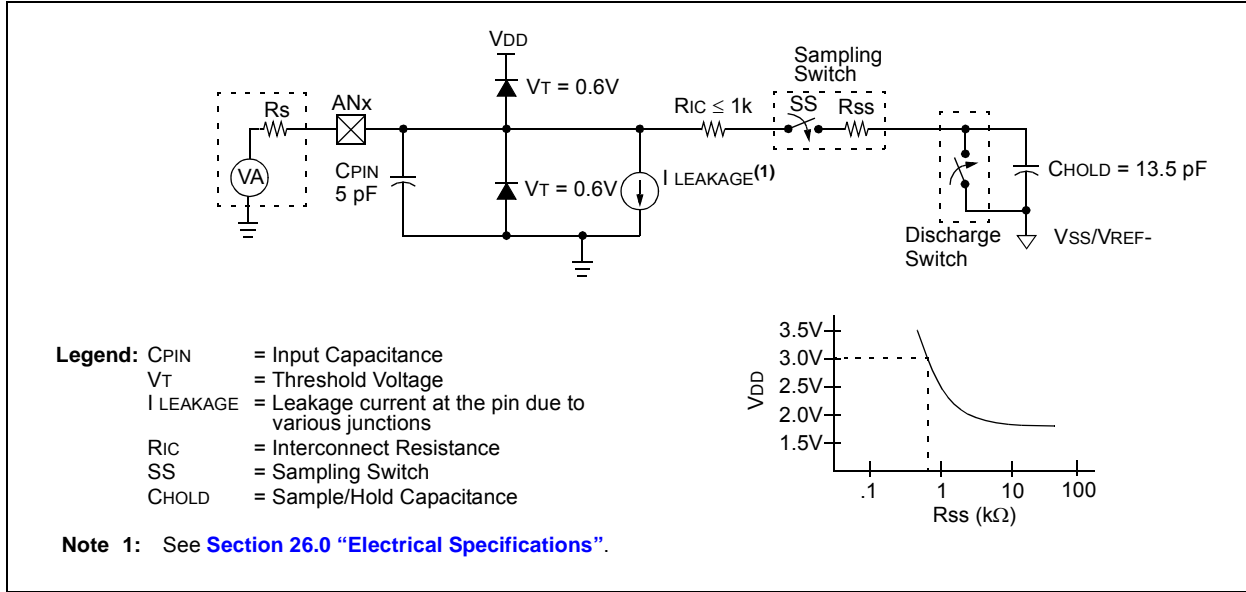 VDD
Sampling
Switch
VT = 0.6V
Rs
ANx
RIC ≤ 1k
SS
Rss
VA
CPIN
5 pF
VT = 0.6V
I LEAKAGE(1)
CHOLD = 13.5 pF
Discharge
Switch
VSS/VREF-
Legend: CPIN = Input Capacitance
VT = Threshold Voltage
I LEAKAGE = Leakage current at the pin due to
various junctions
RIC = Interconnect Resistance
SS = Sampling Switch
CHOLD = Sample/Hold Capacitance
VDD
3.5V
3.0V
2.5V
2.0V
1.5V
.1 1 10 100
Rss (kΩ)
Note 1: See Section 26.0 “Electrical Specifications”.